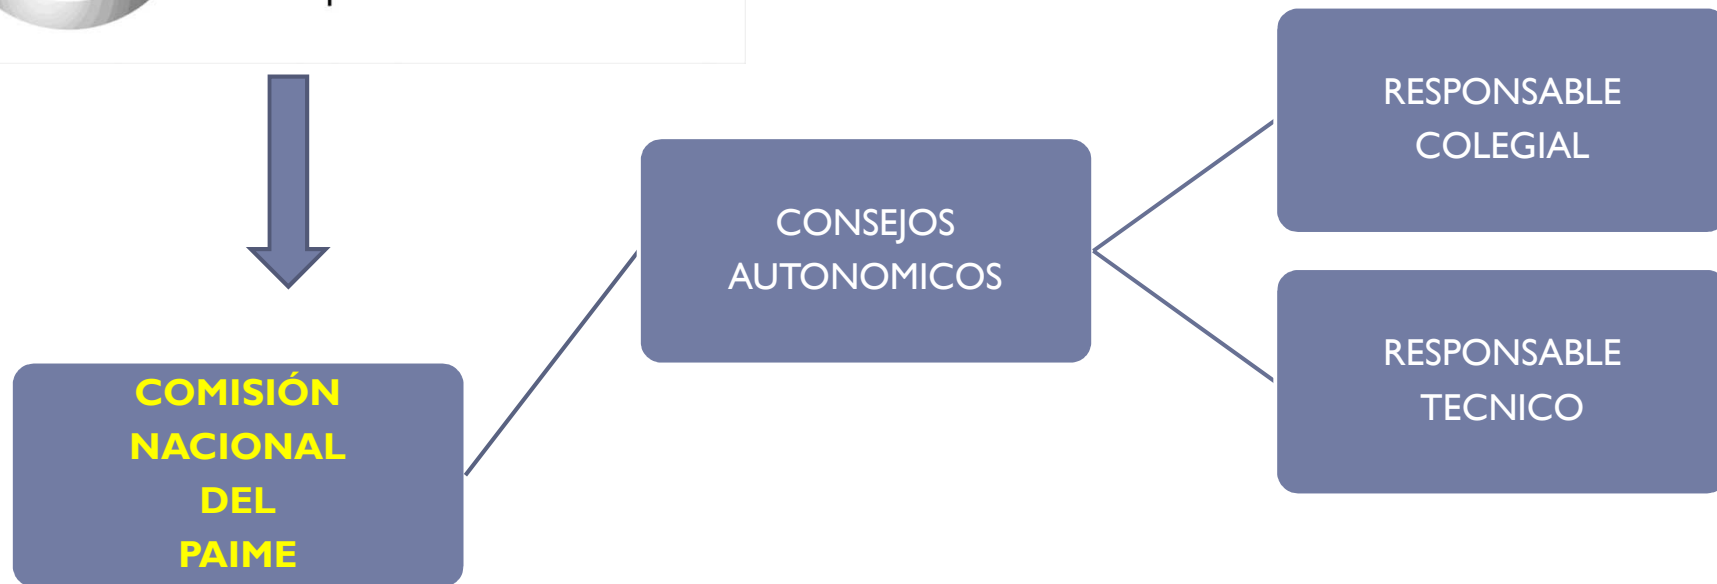 COMISIÓN
NACIONAL
DEL
PAIME
CONSEJOS
AUTONOMICOS
RESPONSABLE
COLEGIAL
RESPONSABLE
TECNICO